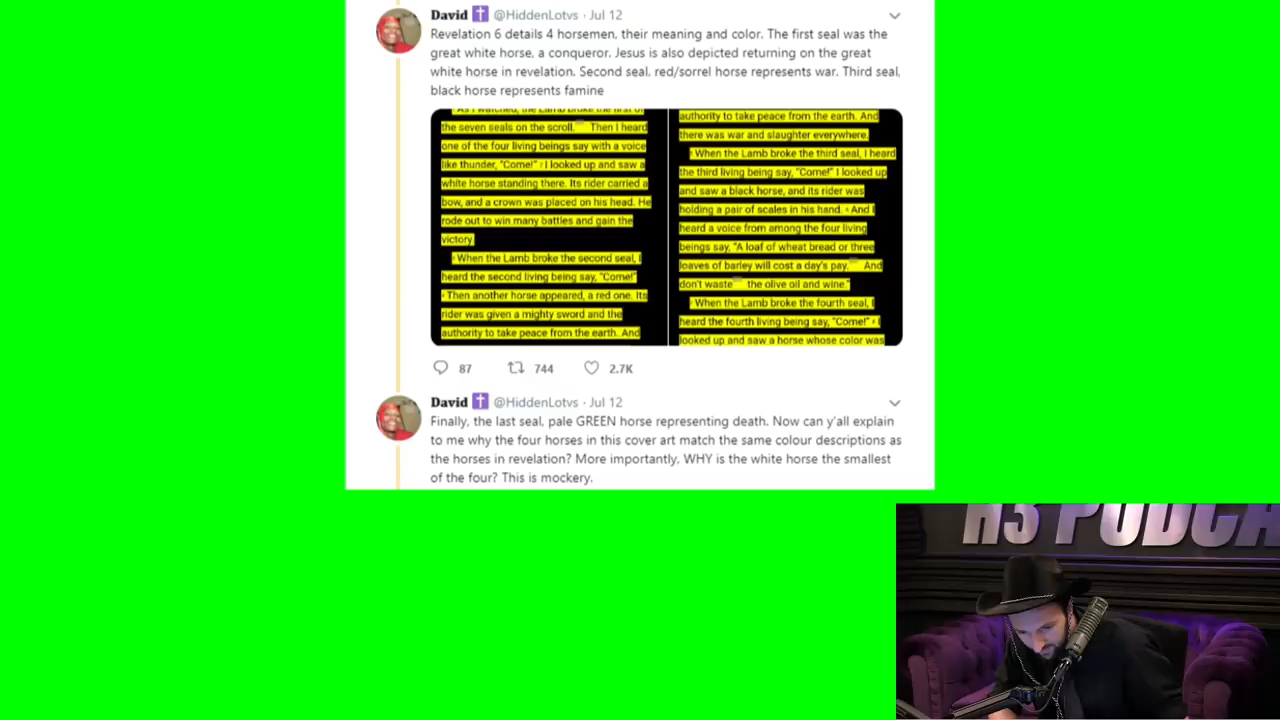 David ✝ @HiddenLotvs · Jul 12
Revelation 6 details 4 horsemen, their meaning and color. The first seal was the
great white horse, a conqueror. Jesus is also depicted returning on the great
white horse in revelation. Second seal, red/sorrel horse represents war. Third seal,
black horse represents famine
As I watched, the Lamb broke the first of
the seven seals on the scroll. Then I heard
one of the four living beings say with a voice
like thunder, “Come!” I looked up and saw a
white horse standing there. Its rider carried a
bow, and a crown was placed on his head. He
rode out to win many battles and gain the
victory.
When the Lamb broke the second seal, I
heard the second living being say, “Come!”
Then another horse appeared, a red one. Its
rider was given a mighty sword and the
authority to take peace from the earth. And
authority to take peace from the earth. And
there was war and slaughter everywhere.
When the Lamb broke the third seal, I heard
the third living being say, “Come!” I looked up
and saw a black horse, and its rider was
holding a pair of scales in his hand. And I
heard a voice from among the four living
beings say, “A loaf of wheat bread or three
loaves of barley will cost a day’s pay. And
don’t waste the olive oil and wine.”
When the Lamb broke the fourth seal, I
heard the fourth living being say, “Come!” I
looked up and saw a horse whose color was
87 744 2.7K
David ✝ @HiddenLotvs · Jul 12
Finally, the last seal, pale GREEN horse representing death. Now can y'all explain
to me why the four horses in this cover art match the same colour descriptions as
the horses in revelation? More importantly, WHY is the white horse the smallest
of the four? This is mockery.
H3 PODCA